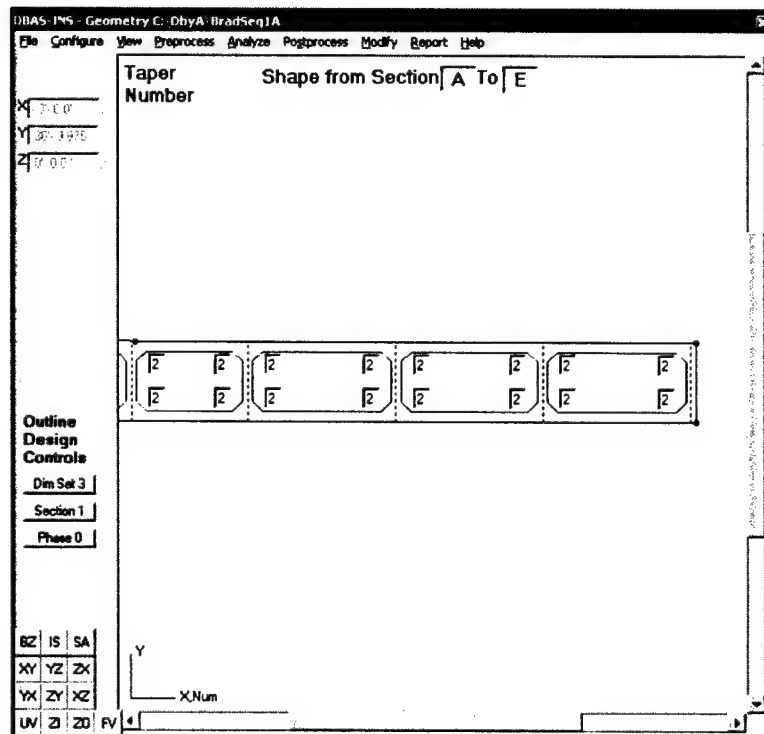 DBAS-INS - Geometry C:\DbyA\BradSeq1A
File Configure View Preprocess Analyze Postprocess Modify Report Help
Taper Number
Shape from Section A To E
X
Y
Z
2 2 2 2 2 2 2 2
2 2 2 2 2 2 2 2
Outline
Design
Controls
Dim Set 3
Section 1
Phase 0
BZ IS SA
XY YZ ZX
YX ZY XZ
UV ZI ZO FV
Y
X,Num